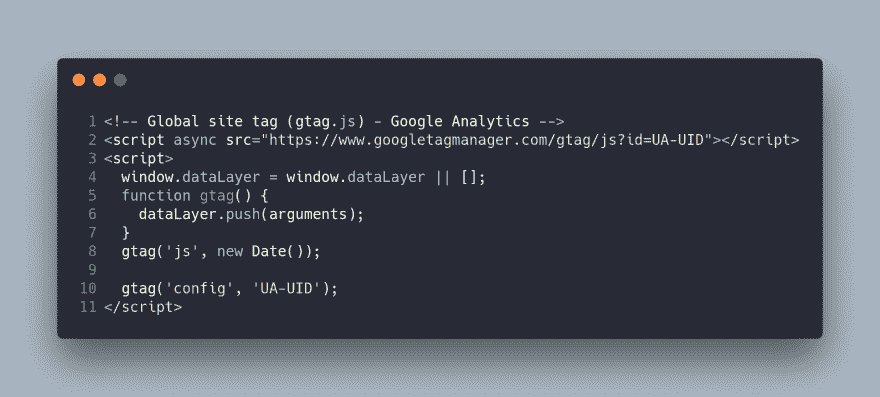 1 <!-- Global site tag (gtag.js) - Google Analytics -->
2 <script async src="https://www.googletagmanager.com/gtag/js?id=UA-UID"></script>
3 <script>
4   window.dataLayer = window.dataLayer || [];
5   function gtag() {
6     dataLayer.push(arguments);
7   }
8   gtag('js', new Date());
9
10   gtag('config', 'UA-UID');
11 </script>